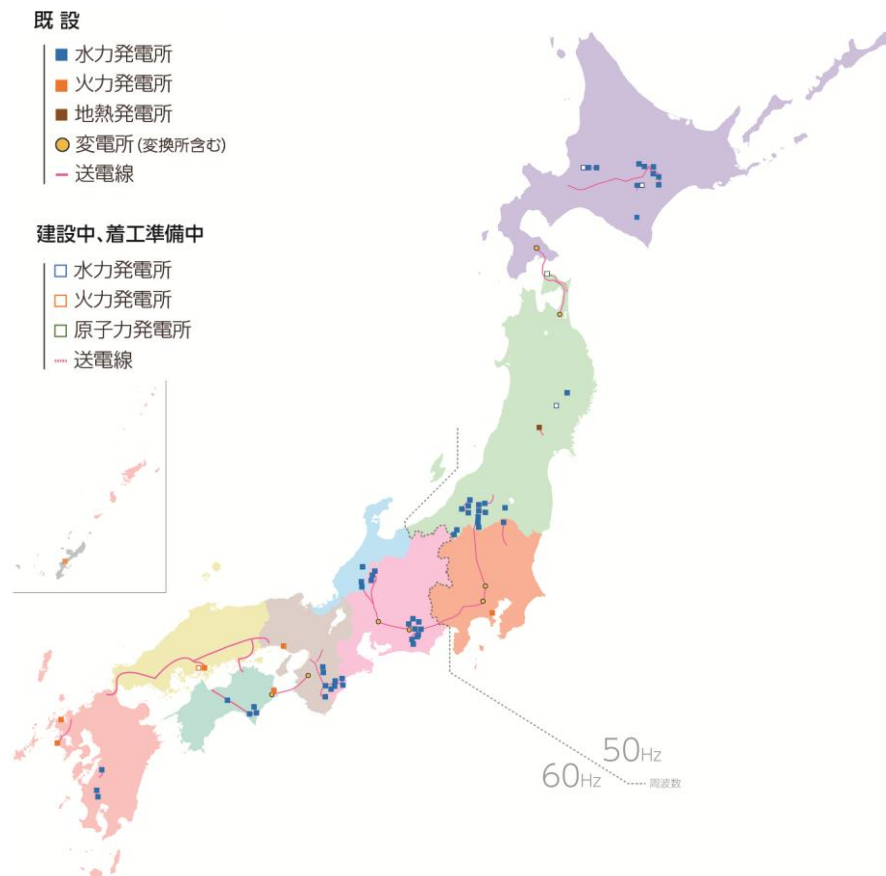 既設
水力発電所
火力発電所
地熱発電所
変電所(変換所含む)
送電線
建設中、着工準備中
水力発電所
火力発電所
原子力発電所
送電線
50Hz
60Hz
周波数